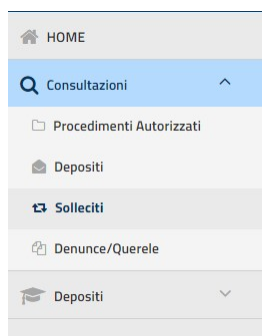 HOME
Consultazioni
Procedimenti Autorizzati
Depositi
Solleciti
Denunce/Querele
Depositi